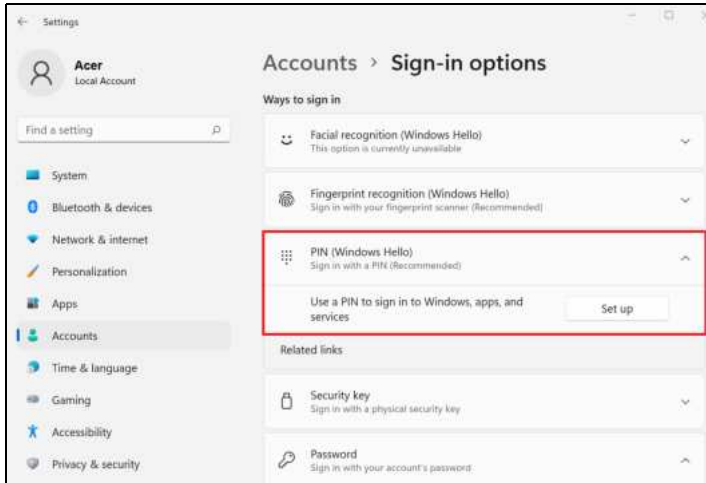 Settings
Acer
Local Account
Find a setting
System
Bluetooth & devices
Network & internet
Personalization
Apps
Accounts
Time & language
Gaming
Accessibility
Privacy & security
Accounts > Sign-in options
Ways to sign in
Facial recognition (Windows Hello)
This option is currently unavailable
Fingerprint recognition (Windows Hello)
Sign in with your fingerprint scanner (Recommended)
PIN (Windows Hello)
Sign in with a PIN (Recommended)
Use a PIN to sign in to Windows, apps, and
services
Set up
Related links
Security key
Sign in with a physical security key
Password
Sign in with your account's password